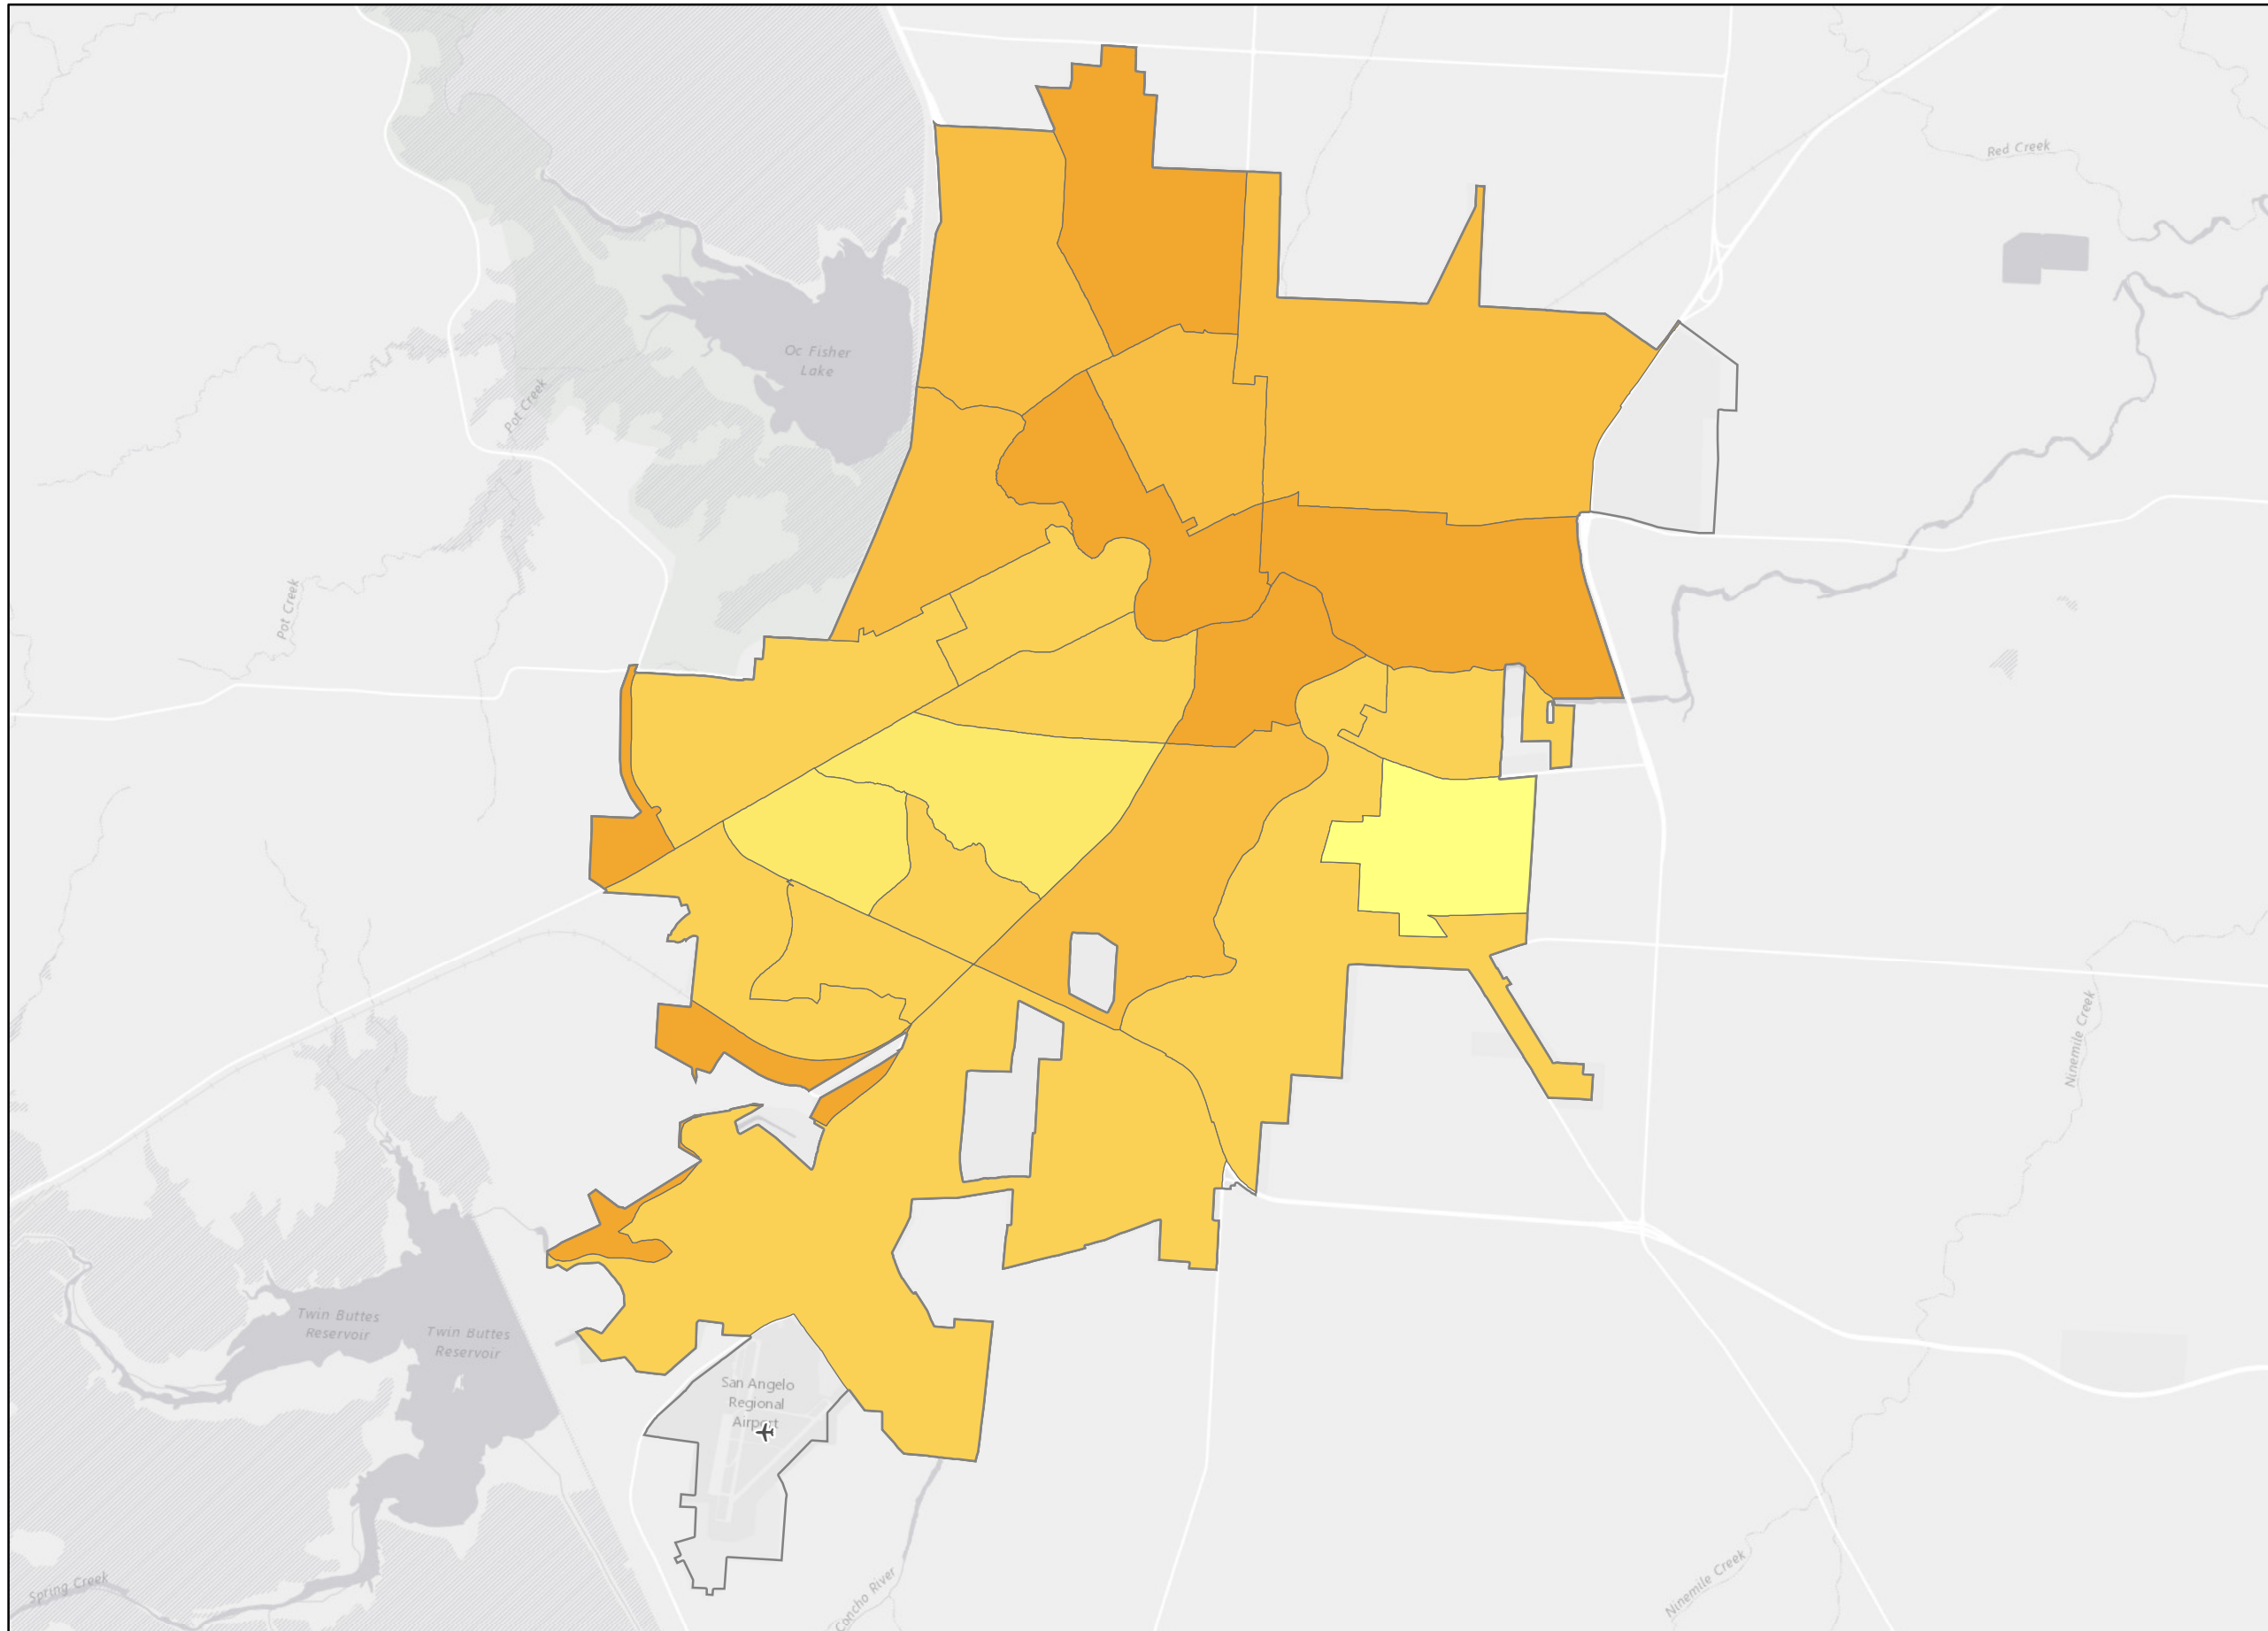 Red Creek
Oc Fisher
Lake
Pot Creek
Pot Creek
Ninemile Creek
Twin Buttes
Reservoir
Twin Buttes
Reservoir
San Angelo
Regional
Airport
Spring Creek
Concho River
Ninemile Creek